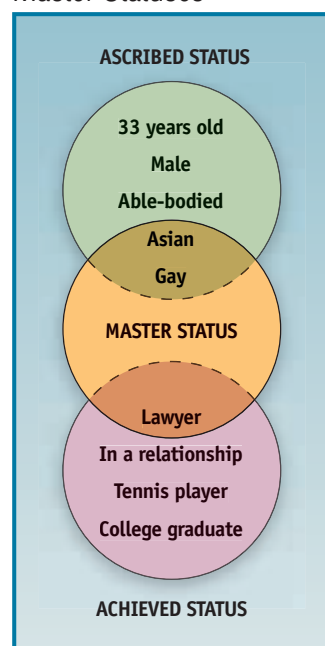 Master Statuses
ASCRIBED STATUS
33 years old
Male
Able-bodied
Asian
Gay
MASTER STATUS
Lawyer
In a relationship
Tennis player
College graduate
ACHIEVED STATUS